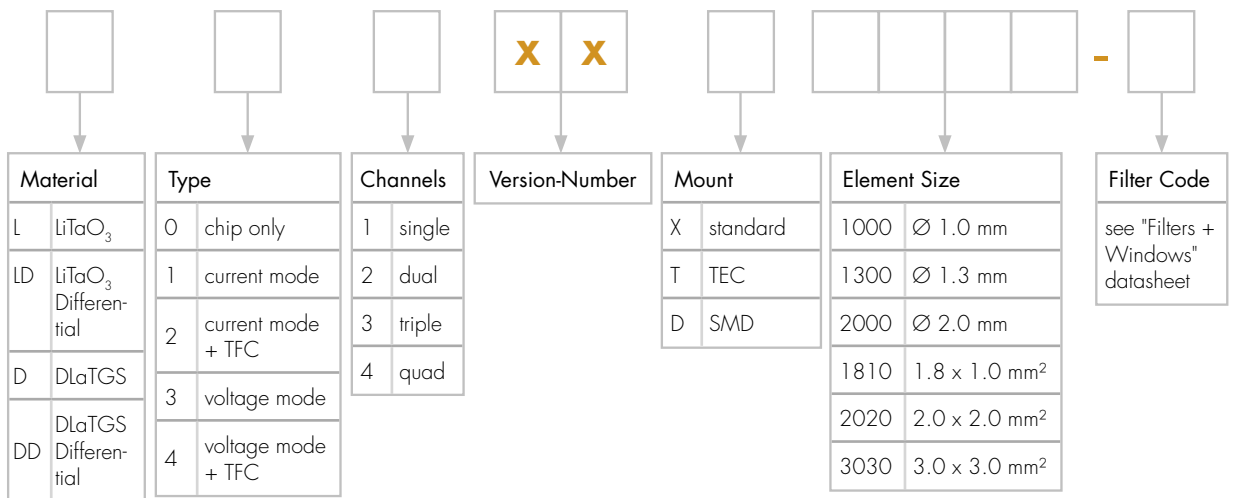 X X -
Material
L LiTaO₃
LD LiTaO₃
Differen-
tial
D DLaTGS
DD DLaTGS
Differen-
tial
Type
0 chip only
1 current mode
2 current mode
+ TFC
3 voltage mode
4 voltage mode
+ TFC
Channels
1 single
2 dual
3 triple
4 quad
Version-Number
Mount
X standard
T TEC
D SMD
Element Size
1000 Ø 1.0 mm
1300 Ø 1.3 mm
2000 Ø 2.0 mm
1810 1.8 x 1.0 mm²
2020 2.0 x 2.0 mm²
3030 3.0 x 3.0 mm²
Filter Code
see "Filters +
Windows"
datasheet